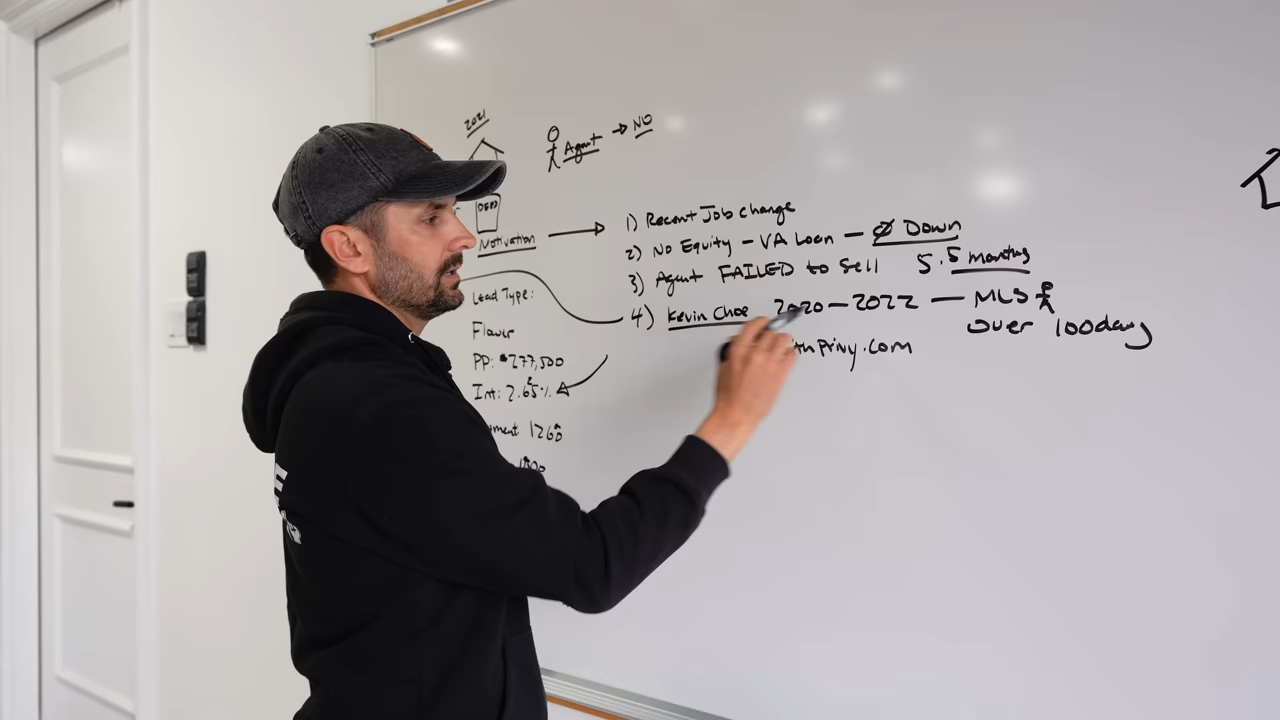 2021
Agent → NO
DEED
Motivation →
1) Recent Job change
2) No Equity - VA Loan - Ø Down
3) Agent FAILED to Sell 5.5 months
4) Kevin Choe 2020 - 2022 - MLS
over 100 days
Privy.com
Lead Type:
Flower
PP: $277,500
Int: 2.65%